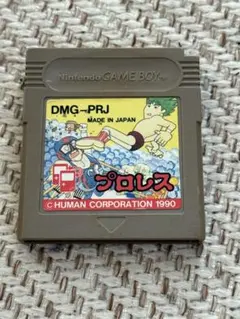 Nintendo GAME BOY
DMG-PRJ
MADE IN JAPAN
プロレス
© HUMAN CORPORATION 1990